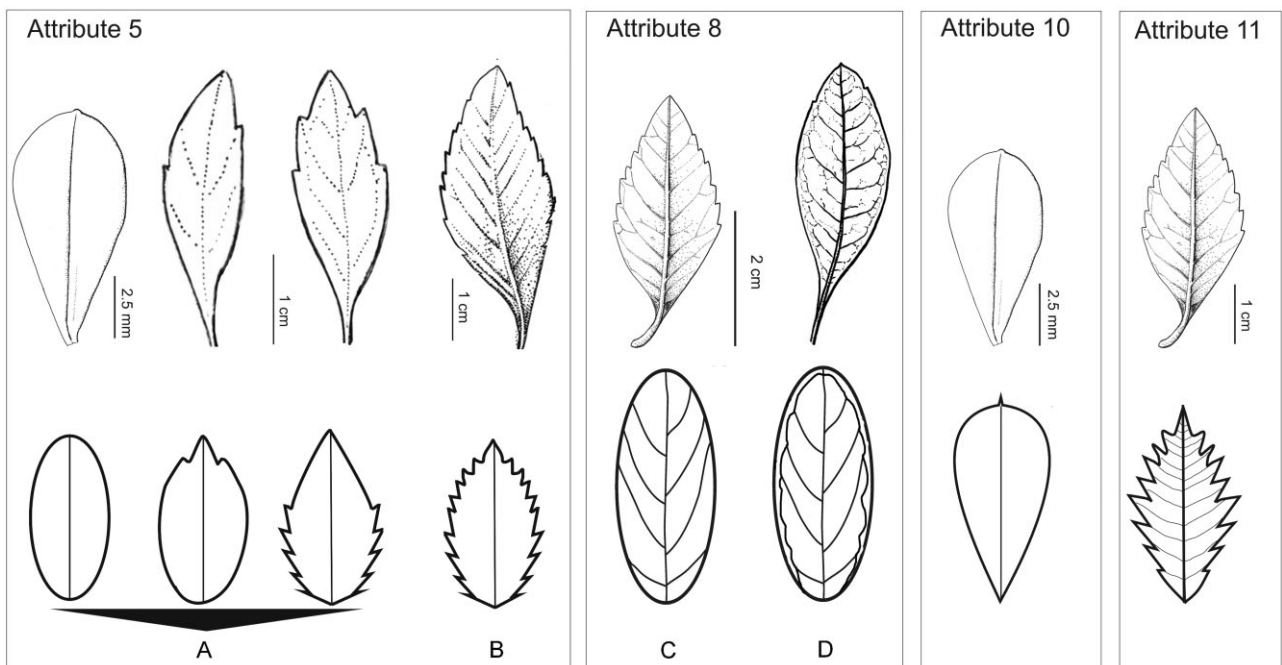 Attribute 5
2.5 mm
1 cm
1 cm
A
B
Attribute 8
2 cm
C
D
Attribute 10
2.5 mm
Attribute 11
1 cm